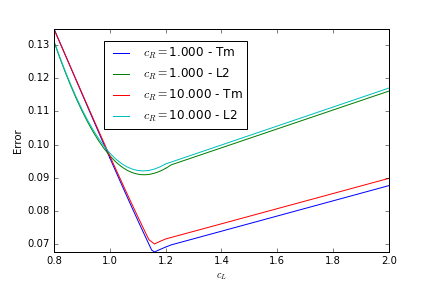 0.13
0.12
0.11
0.10
0.09
0.08
0.07
Error
c_R = 1.000 - Tm
c_R = 1.000 - L2
c_R = 10.000 - Tm
c_R = 10.000 - L2
0.8 1.0 1.2 1.4 1.6 1.8 2.0
c_L